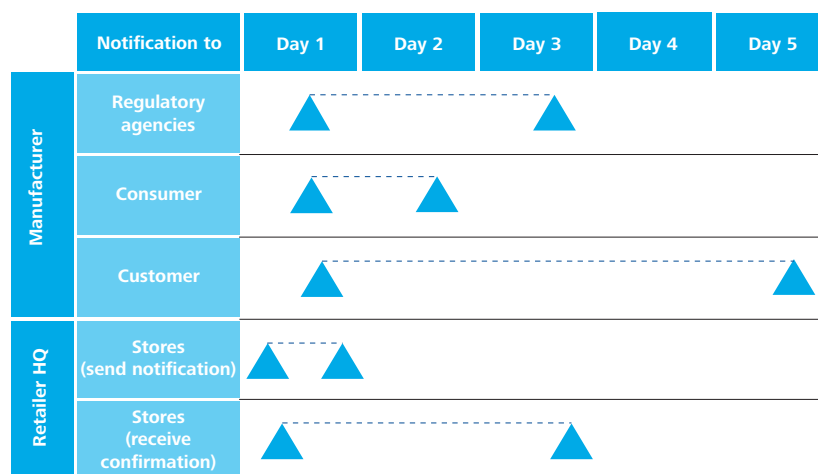 Notification to
Day 1
Day 2
Day 3
Day 4
Day 5
Manufacturer
Regulatory
agencies
Consumer
Customer
Retailer HQ
Stores
(send notification)
Stores
(receive
confirmation)